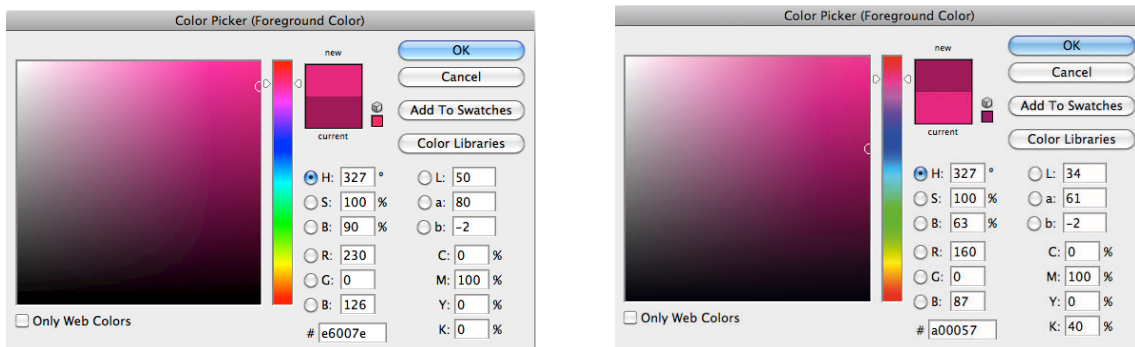 Color Picker (Foreground Color)
new
current
OK
Cancel
Add To Swatches
Color Libraries
H: 327 °
S: 100 %
B: 90 %
R: 230
G: 0
B: 126
# e6007e
L: 50
a: 80
b: -2
C: 0 %
M: 100 %
Y: 0 %
K: 0 %
Only Web Colors
Color Picker (Foreground Color)
new
current
OK
Cancel
Add To Swatches
Color Libraries
H: 327 °
S: 100 %
B: 63 %
R: 160
G: 0
B: 87
# a00057
L: 34
a: 61
b: -2
C: 0 %
M: 100 %
Y: 0 %
K: 40 %
Only Web Colors